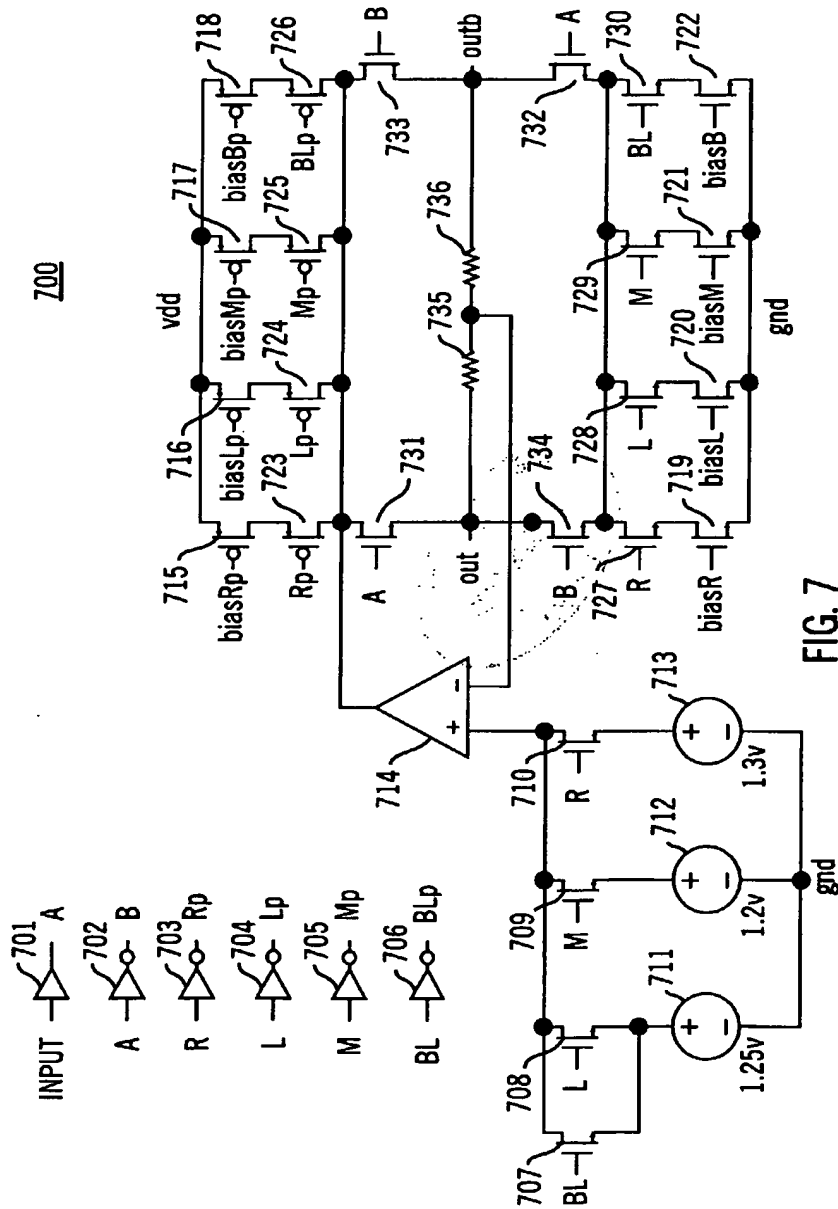 700
INPUT 701 A
A 702 B
R 703 Rp
L 704 Lp
M 705 Mp
BL 706 BLp
vdd
715 716 717 718
biasRp biasLp biasMp biasBp
723 724 725 726
Rp Lp Mp BLp
A 731
733 B
714
+ -
out 735 736 outb
B 734
732 A
727 728 729 730
R L M BL
719 720 721 722
biasR biasL biasM biasB
gnd
BL 707
708 L
709 M
710 R
711 712 713
+ - + - + -
1.25v 1.2v 1.3v
gnd
FIG. 7